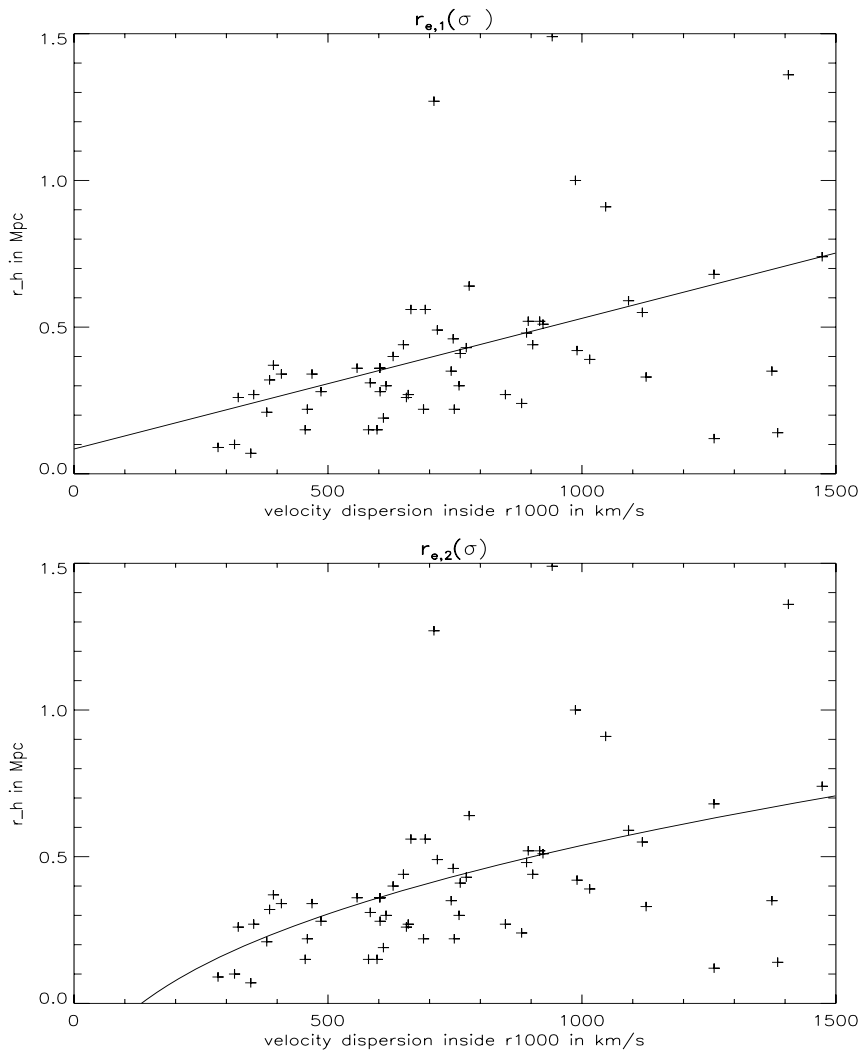 r_{e,1}(σ )
1.5
1.0
0.5
0.0
r_h in Mpc
0 500 1000 1500
velocity dispersion inside r1000 in km/s
r_{e,2}(σ)
1.5
1.0
0.5
0.0
r_h in Mpc
0 500 1000 1500
velocity dispersion inside r1000 in km/s